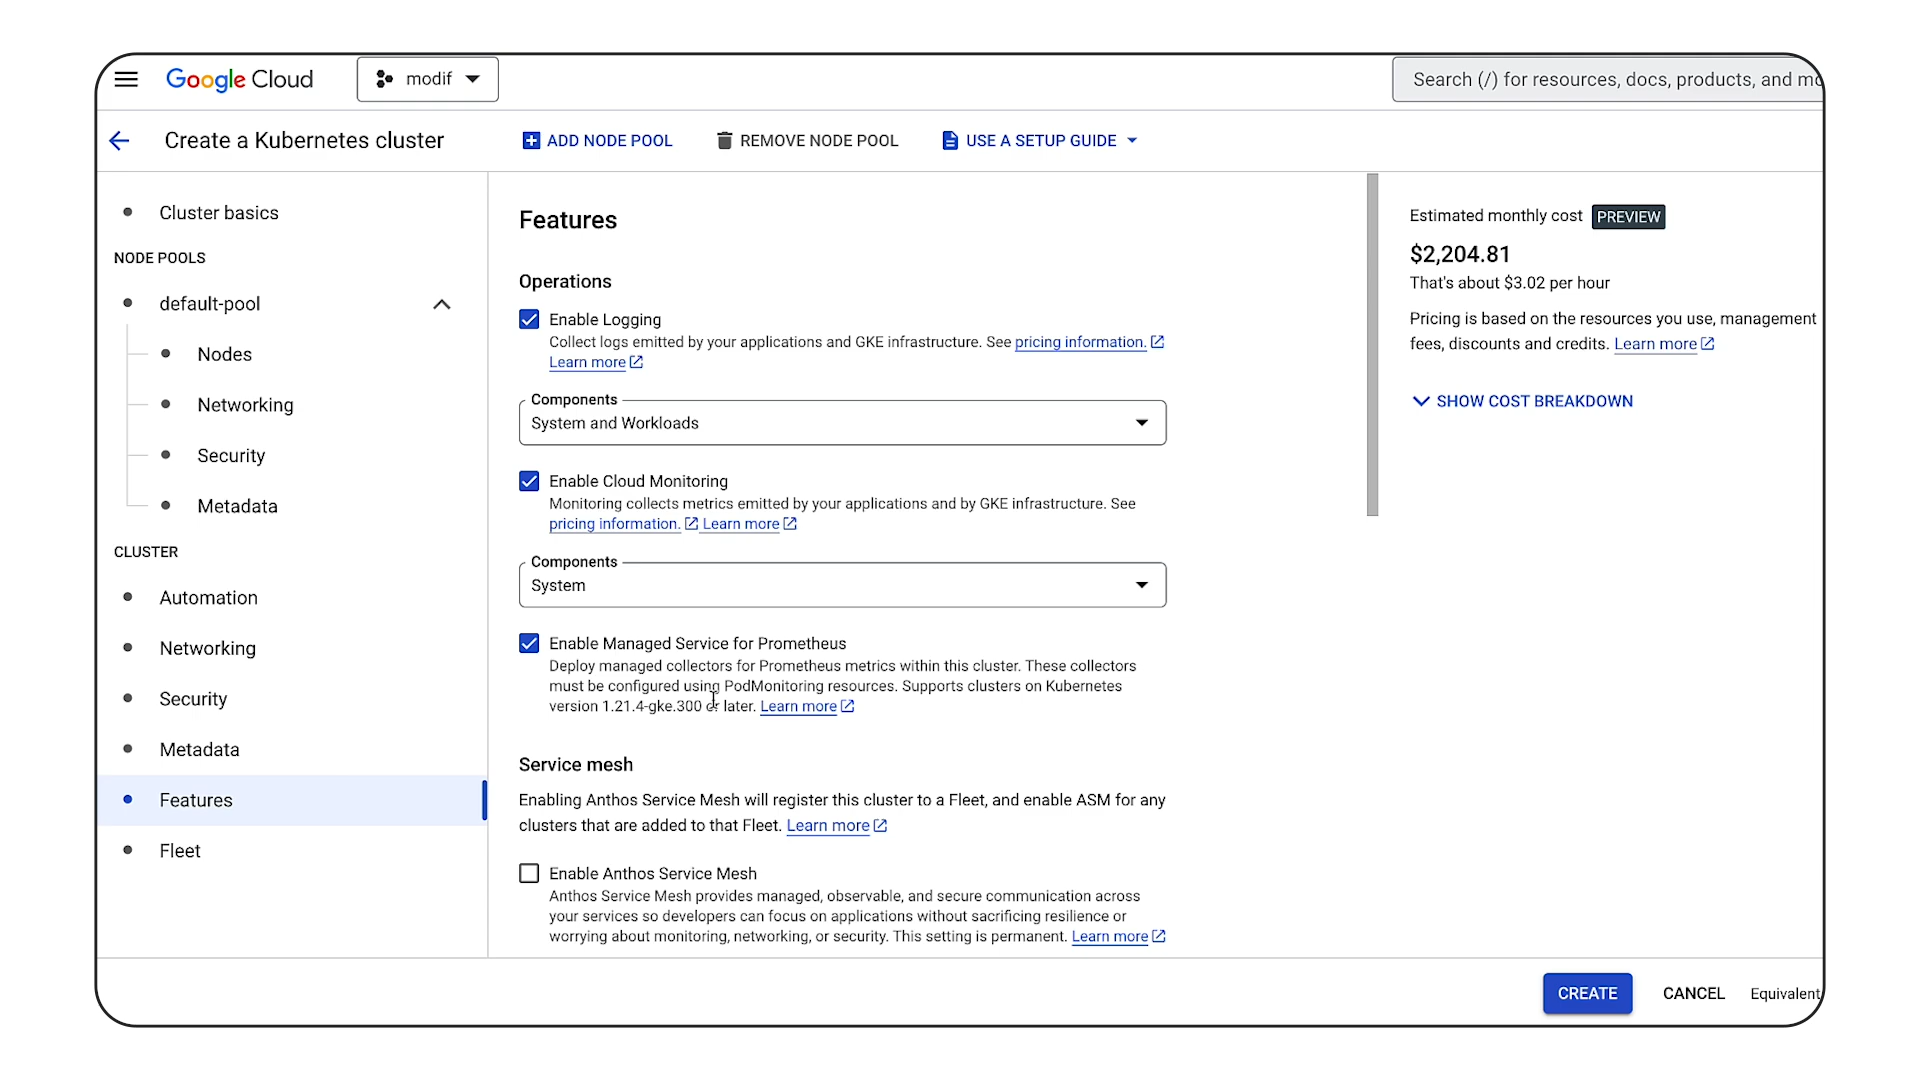 Google Cloud
modif
Search (/) for resources, docs, products, and mo
Create a Kubernetes cluster
ADD NODE POOL
REMOVE NODE POOL
USE A SETUP GUIDE
Cluster basics
NODE POOLS
default-pool
Nodes
Networking
Security
Metadata
CLUSTER
Automation
Networking
Security
Metadata
Features
Fleet
Features
Operations
Enable Logging
Collect logs emitted by your applications and GKE infrastructure. See pricing information.
Learn more
Components
System and Workloads
Enable Cloud Monitoring
Monitoring collects metrics emitted by your applications and by GKE infrastructure. See
pricing information. Learn more
Components
System
Enable Managed Service for Prometheus
Deploy managed collectors for Prometheus metrics within this cluster. These collectors
must be configured using PodMonitoring resources. Supports clusters on Kubernetes
version 1.21.4-gke.300 or later. Learn more
Service mesh
Enabling Anthos Service Mesh will register this cluster to a Fleet, and enable ASM for any
clusters that are added to that Fleet. Learn more
Enable Anthos Service Mesh
Anthos Service Mesh provides managed, observable, and secure communication across
your services so developers can focus on applications without sacrificing resilience or
worrying about monitoring, networking, or security. This setting is permanent. Learn more
Estimated monthly cost PREVIEW
$2,204.81
That's about $3.02 per hour
Pricing is based on the resources you use, management
fees, discounts and credits. Learn more
SHOW COST BREAKDOWN
CREATE
CANCEL
Equivalent